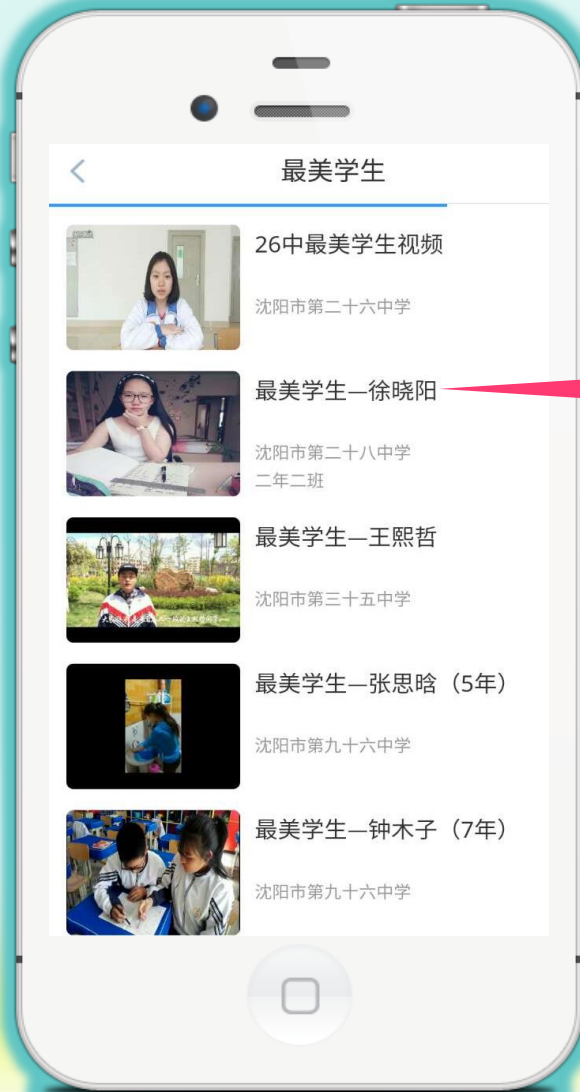 最美学生
26中最美学生视频
沈阳市第二十六中学
最美学生—徐晓阳
沈阳市第二十八中学
二年二班
最美学生—王熙哲
沈阳市第三十五中学
最美学生—张思晗（5年）
沈阳市第九十六中学
最美学生—钟木子（7年）
沈阳市第九十六中学